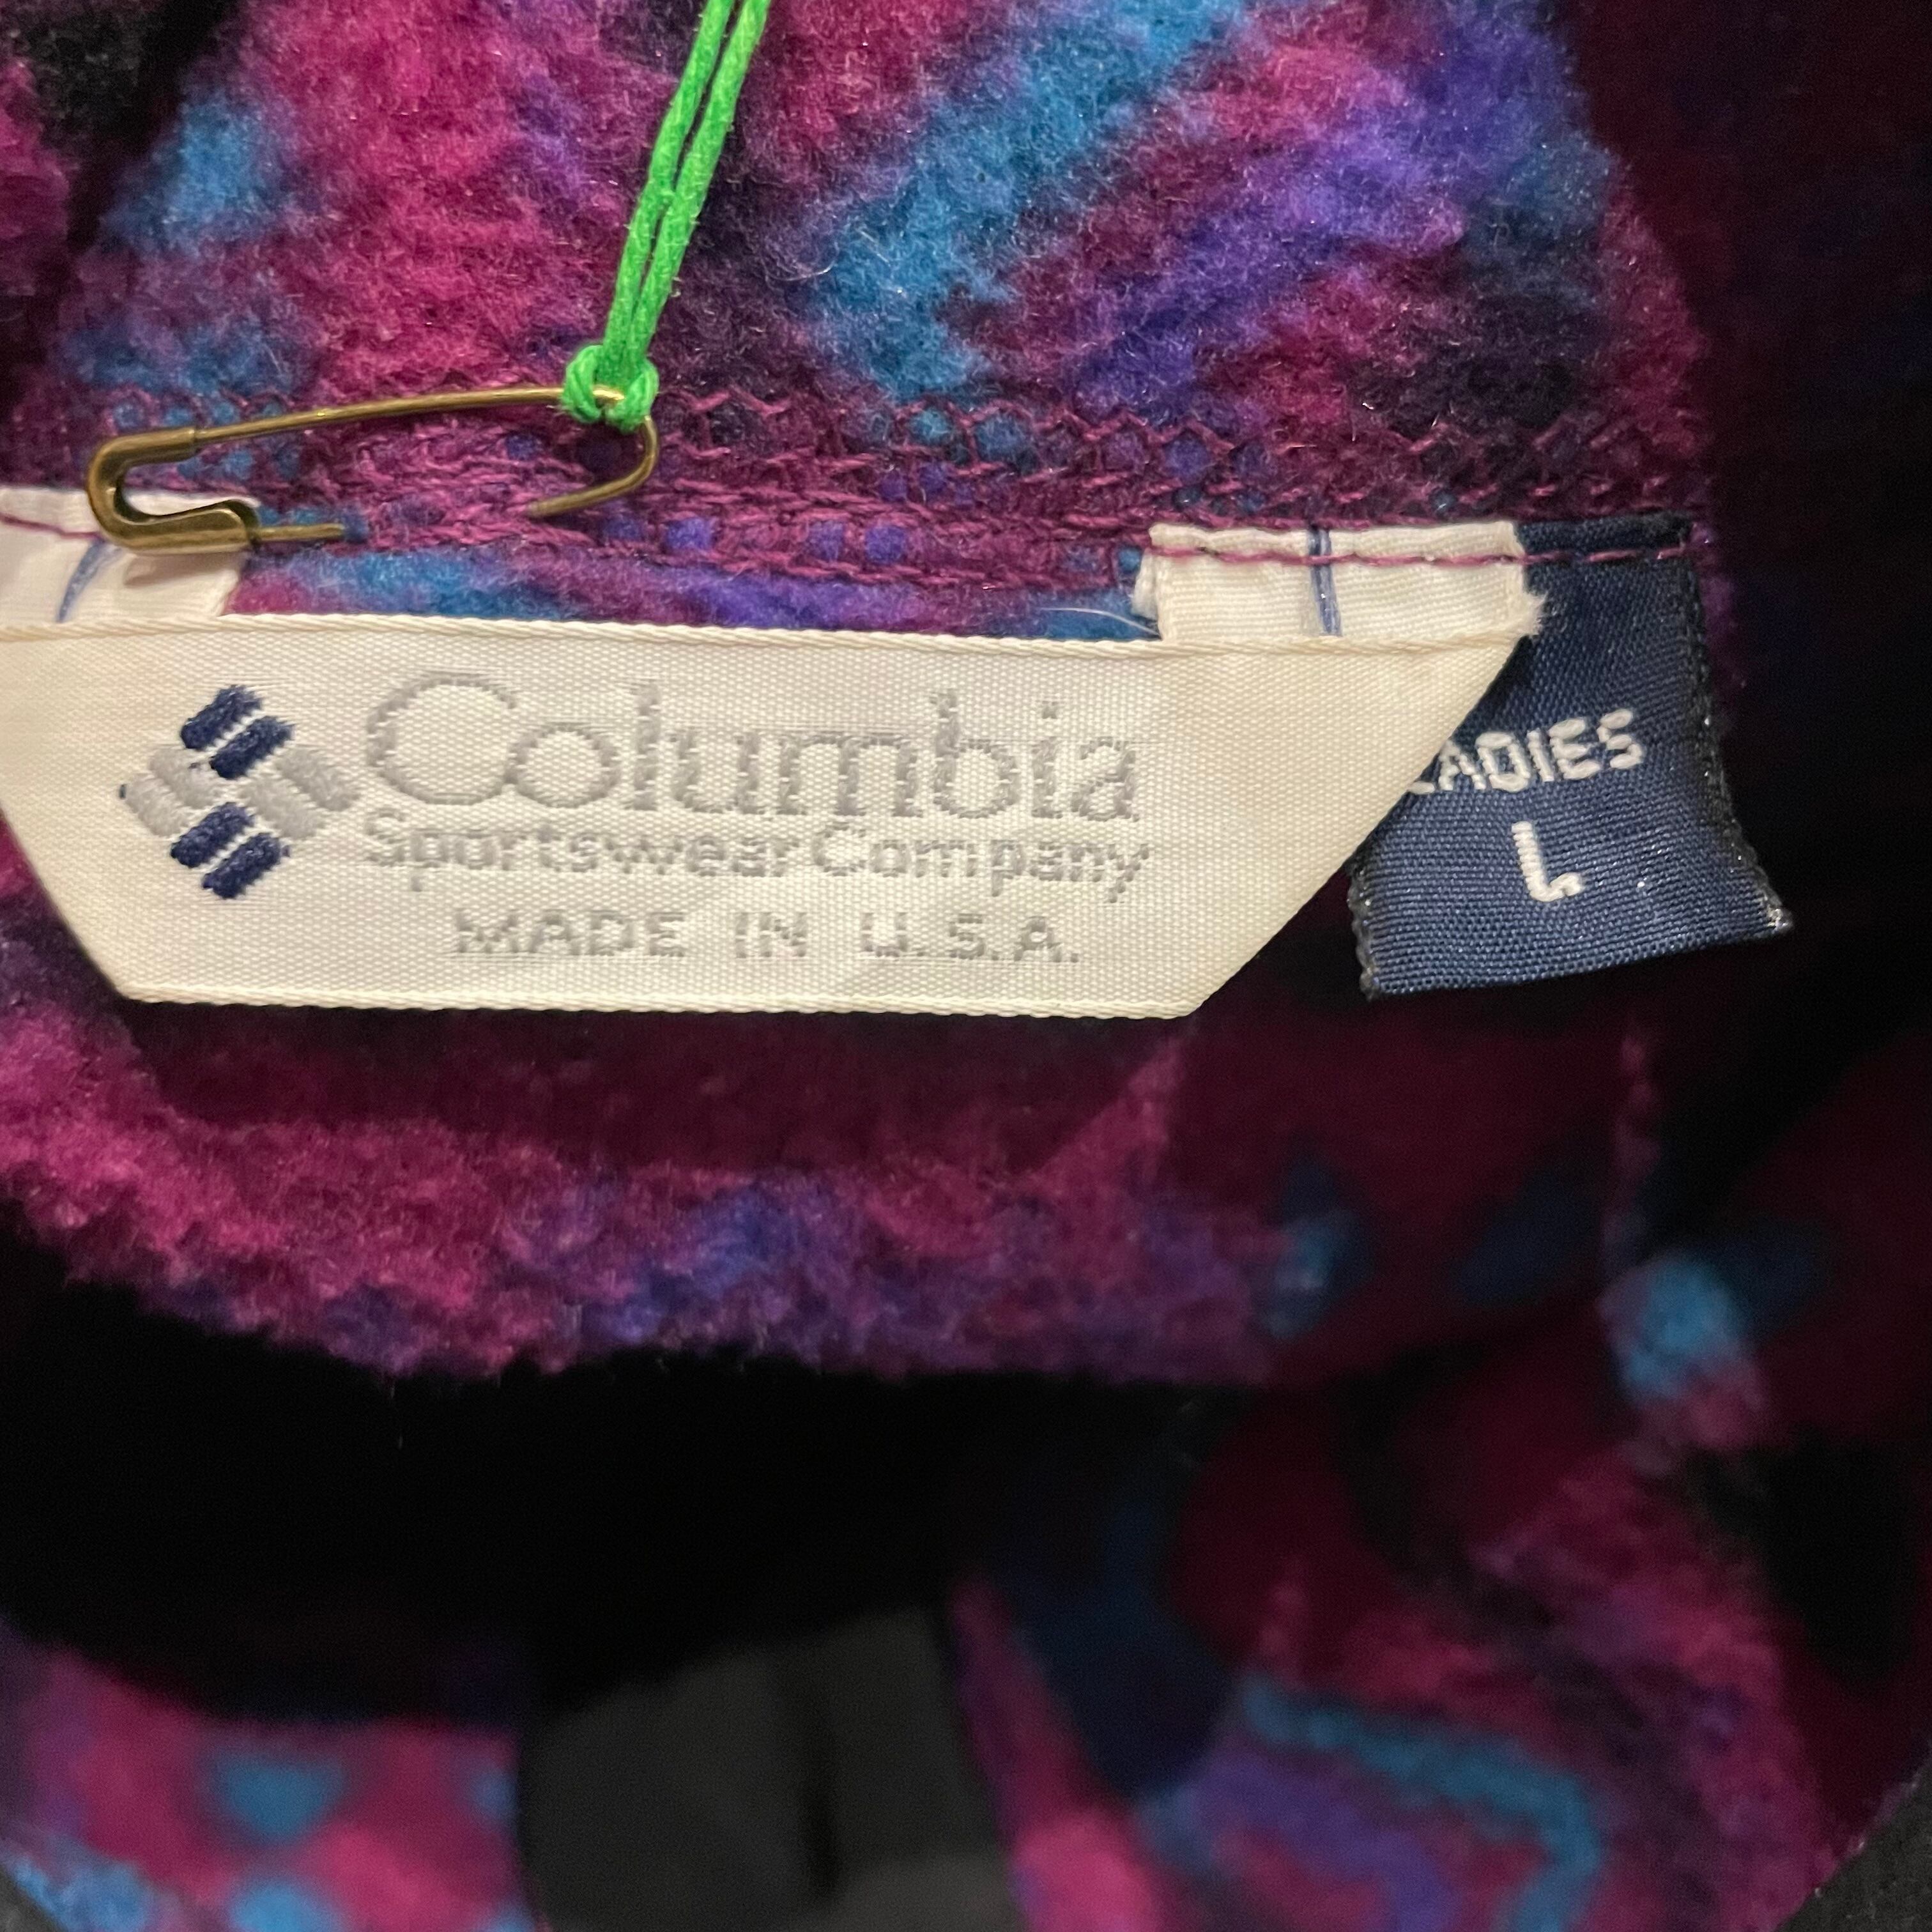 Columbia
Sportswear Company
MADE IN U.S.A.
LADIES
L